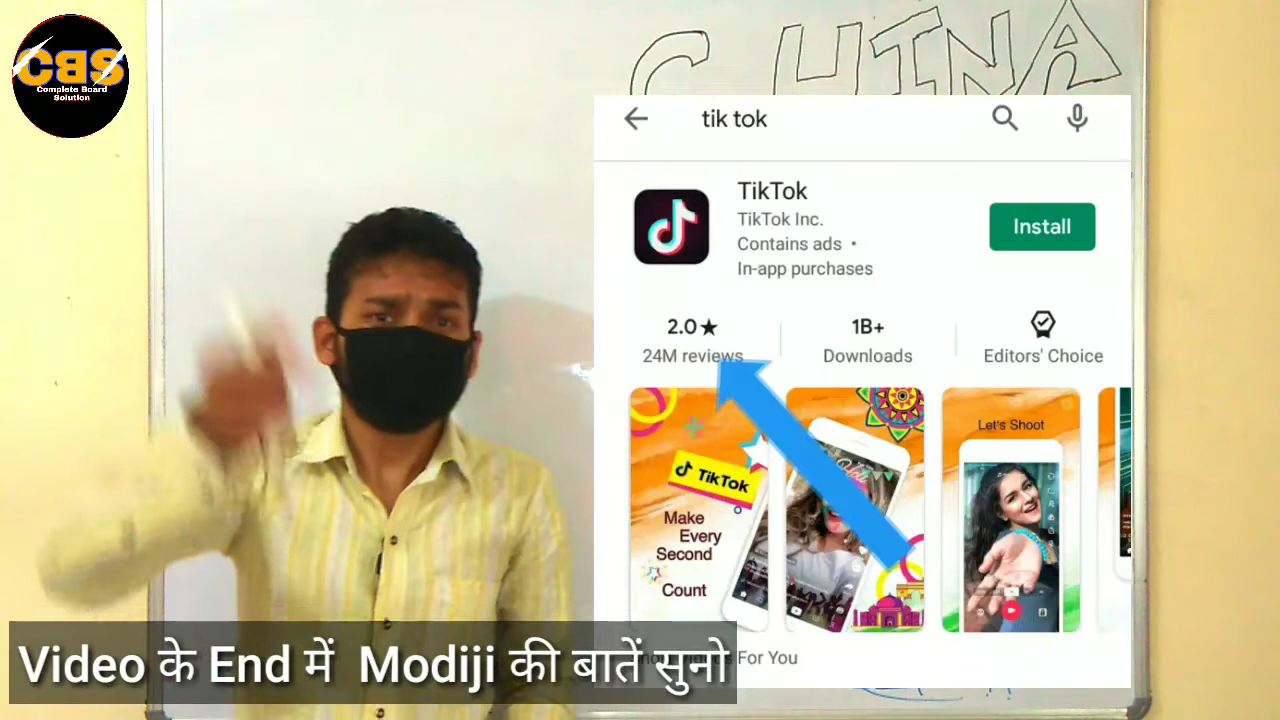 CBS
Complete Board
Solution
CHINA
tik tok
TikTok
TikTok Inc.
Contains ads •
In-app purchases
Install
2.0★
24M reviews
1B+
Downloads
Editors' Choice
TikTok
Make
Every
Second
Count
Let's Shoot
For You
Video के End में Modiji की बातें सुनो